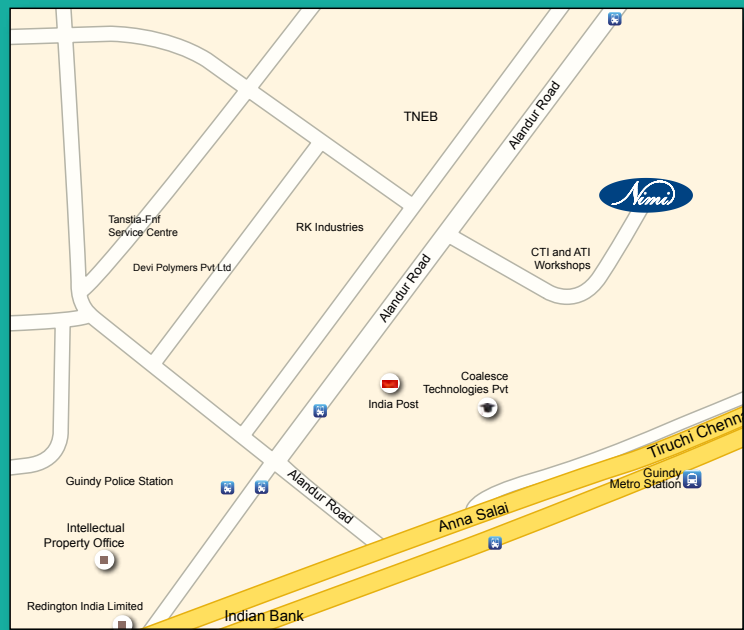 TNEB
Alandur Road
Nimi
Tanstia-Fnf
Service Centre
RK Industries
CTI and ATI
Workshops
Devi Polymers Pvt Ltd
Alandur Road
Coalesce
Technologies Pvt
India Post
Tiruchi Chenn
Guindy
Metro Station
Guindy Police Station
Alandur Road
Anna Salai
Intellectual
Property Office
Redington India Limited
Indian Bank